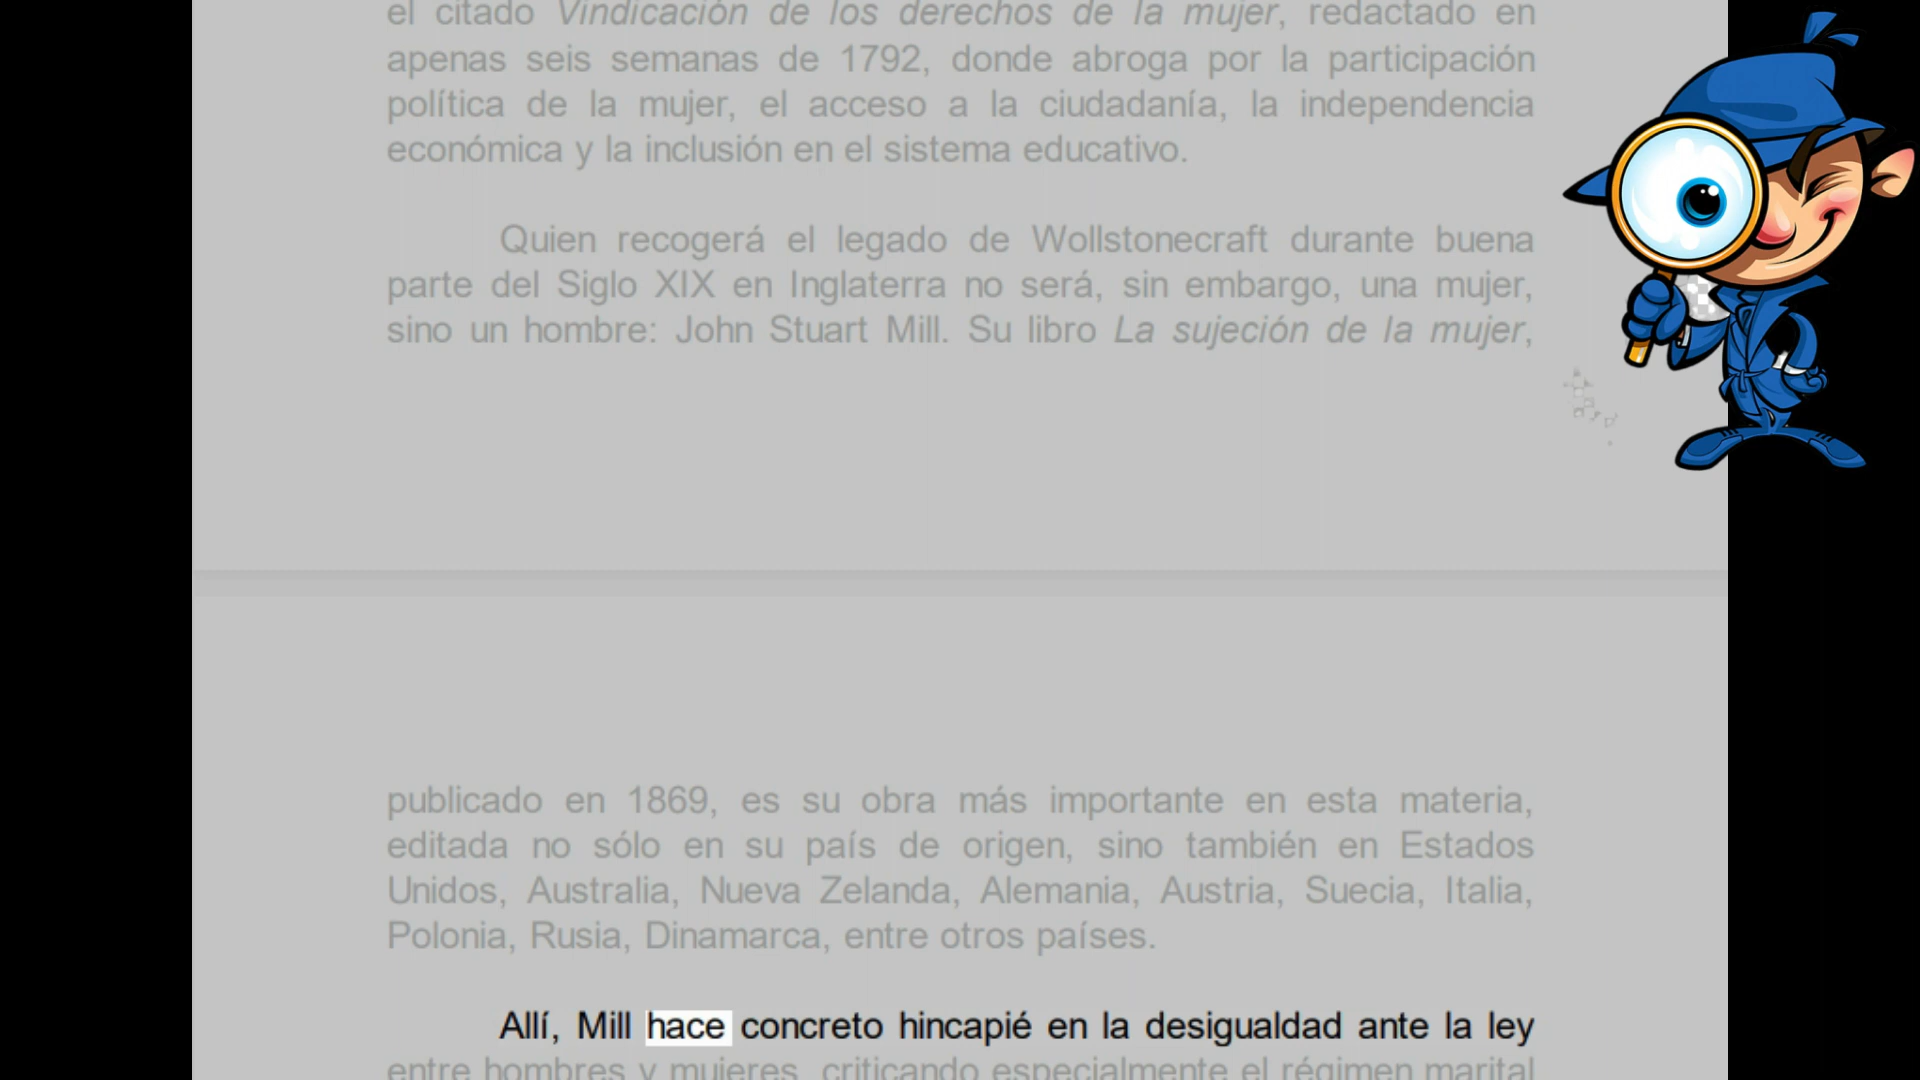 el citado Vindicación de los derechos de la mujer, redactado en
apenas seis semanas de 1792, donde abroga por la participación
política de la mujer, el acceso a la ciudadanía, la independencia
económica y la inclusión en el sistema educativo.
Quien recogerá el legado de Wollstonecraft durante buena
parte del Siglo XIX en Inglaterra no será, sin embargo, una mujer,
sino un hombre: John Stuart Mill. Su libro La sujeción de la mujer,
publicado en 1869, es su obra más importante en esta materia,
editada no sólo en su país de origen, sino también en Estados
Unidos, Australia, Nueva Zelanda, Alemania, Austria, Suecia, Italia,
Polonia, Rusia, Dinamarca, entre otros países.
Allí, Mill hace concreto hincapié en la desigualdad ante la ley
entre hombres y mujeres, criticando especialmente el régimen marital